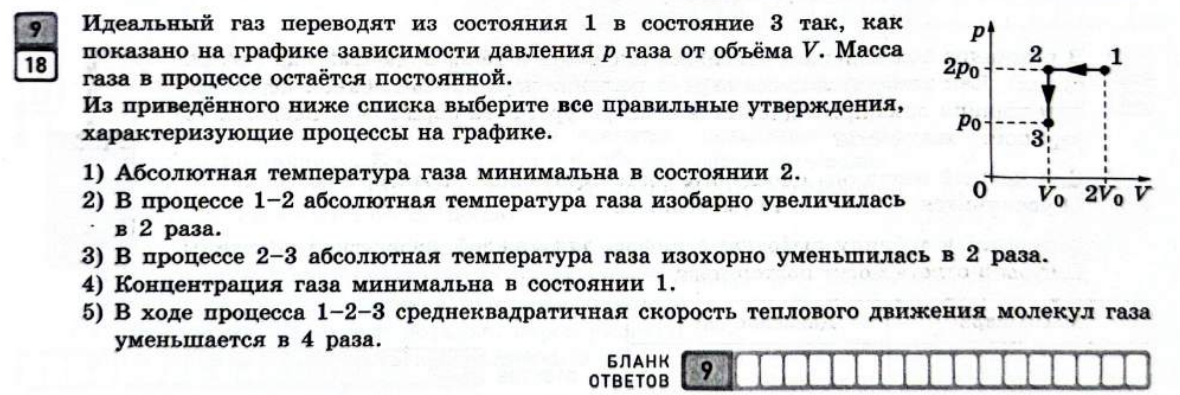 9
18
Идеальный газ переводят из состояния 1 в состояние 3 так, как
показано на графике зависимости давления p газа от объёма V. Масса
газа в процессе остаётся постоянной.
Из приведённого ниже списка выберите все правильные утверждения,
характеризующие процессы на графике.
p
2p₀
2
1
p₀
3
0
V₀
2V₀
V
1) Абсолютная температура газа минимальна в состоянии 2.
2) В процессе 1–2 абсолютная температура газа изобарно увеличилась
в 2 раза.
3) В процессе 2–3 абсолютная температура газа изохорно уменьшилась в 2 раза.
4) Концентрация газа минимальна в состоянии 1.
5) В ходе процесса 1–2–3 среднеквадратичная скорость теплового движения молекул газа
уменьшается в 4 раза.
БЛАНК
ОТВЕТОВ
9